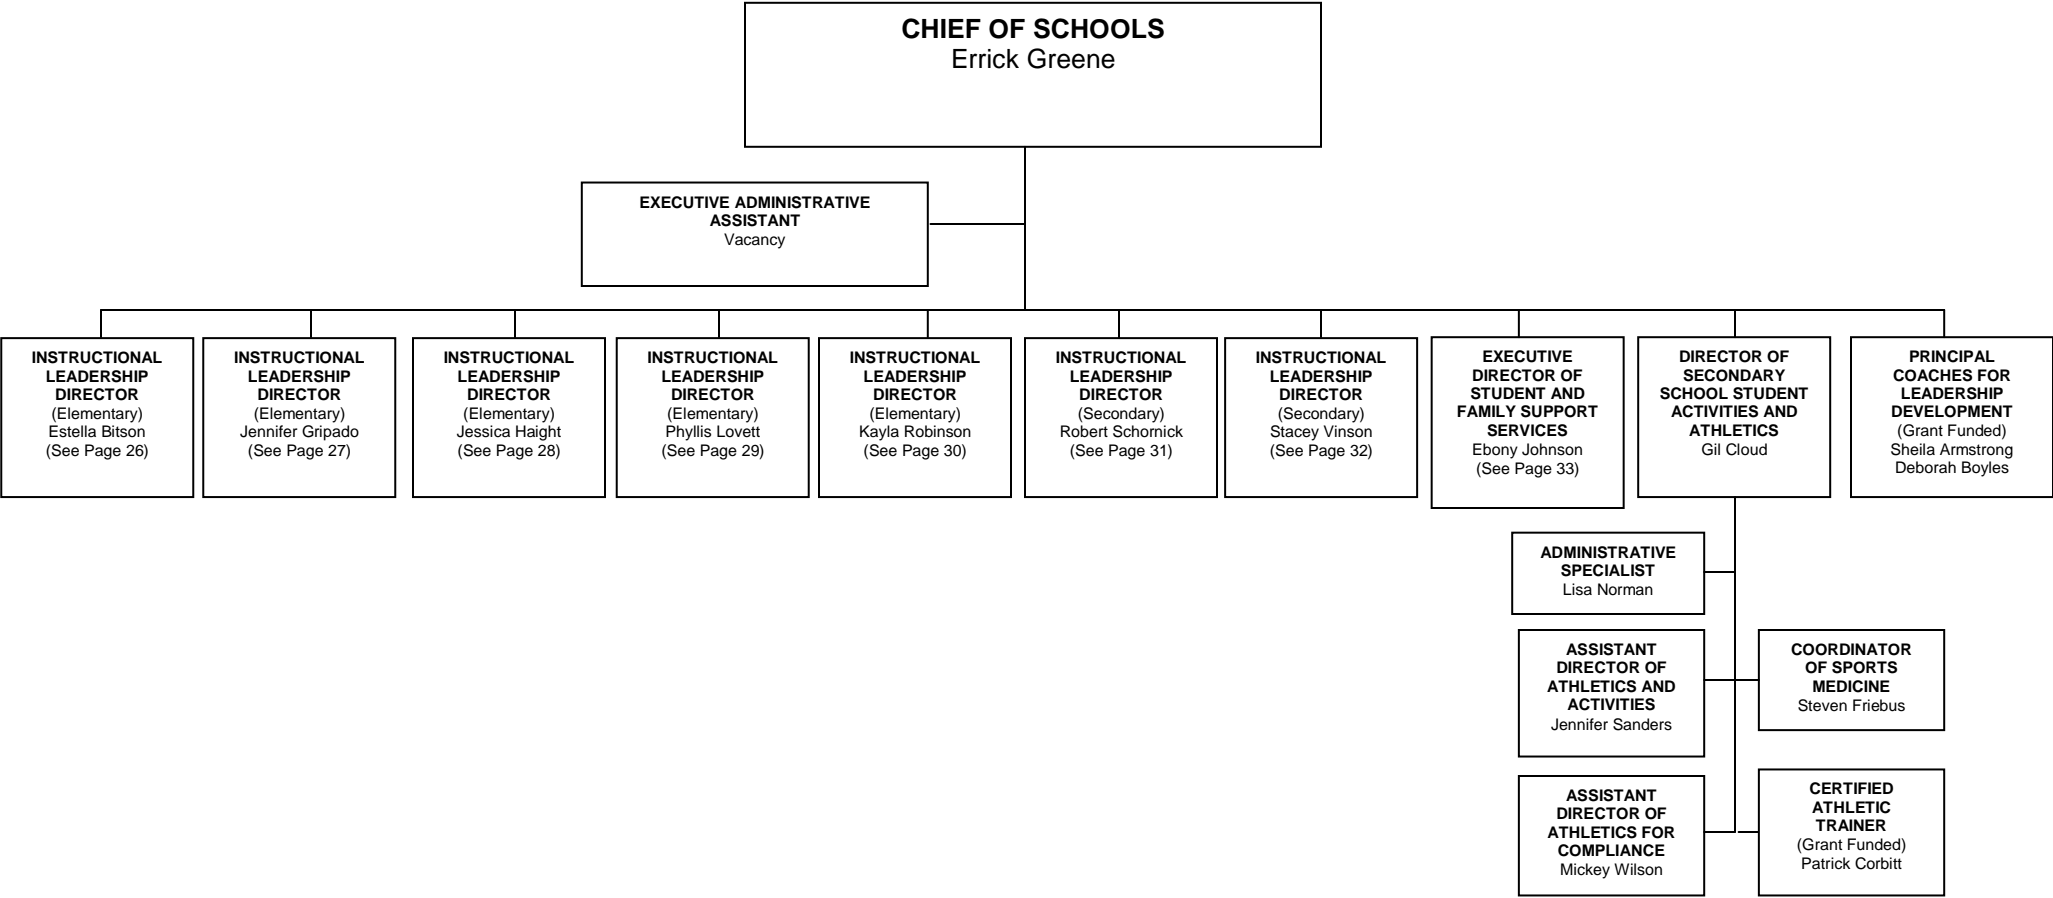 CHIEF OF SCHOOLS
Errick Greene
EXECUTIVE ADMINISTRATIVE
ASSISTANT
Vacancy
INSTRUCTIONAL
LEADERSHIP
DIRECTOR
(Elementary)
Estella Bitson
(See Page 26)
INSTRUCTIONAL
LEADERSHIP
DIRECTOR
(Elementary)
Jennifer Gripado
(See Page 27)
INSTRUCTIONAL
LEADERSHIP
DIRECTOR
(Elementary)
Jessica Haight
(See Page 28)
INSTRUCTIONAL
LEADERSHIP
DIRECTOR
(Elementary)
Phyllis Lovett
(See Page 29)
INSTRUCTIONAL
LEADERSHIP
DIRECTOR
(Elementary)
Kayla Robinson
(See Page 30)
INSTRUCTIONAL
LEADERSHIP
DIRECTOR
(Secondary)
Robert Schornick
(See Page 31)
INSTRUCTIONAL
LEADERSHIP
DIRECTOR
(Secondary)
Stacey Vinson
(See Page 32)
EXECUTIVE
DIRECTOR OF
STUDENT AND
FAMILY SUPPORT
SERVICES
Ebony Johnson
(See Page 33)
DIRECTOR OF
SECONDARY
SCHOOL STUDENT
ACTIVITIES AND
ATHLETICS
Gil Cloud
PRINCIPAL
COACHES FOR
LEADERSHIP
DEVELOPMENT
(Grant Funded)
Sheila Armstrong
Deborah Boyles
ADMINISTRATIVE
SPECIALIST
Lisa Norman
ASSISTANT
DIRECTOR OF
ATHLETICS AND
ACTIVITIES
Jennifer Sanders
COORDINATOR
OF SPORTS
MEDICINE
Steven Friebus
ASSISTANT
DIRECTOR OF
ATHLETICS FOR
COMPLIANCE
Mickey Wilson
CERTIFIED
ATHLETIC
TRAINER
(Grant Funded)
Patrick Corbitt